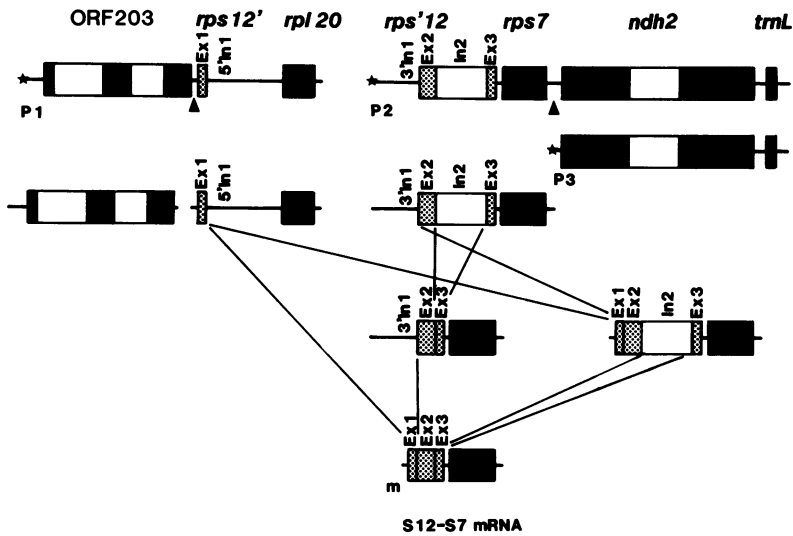 ORF203 rps12' rpl20 rps'12 rps7 ndh2 trnL
Ex1 5'In1 3'In1 Ex2 In2 Ex3
P1 P2
P3
Ex1 5'In1 3'In1 Ex2 In2 Ex3
3'In1 Ex2 Ex3 Ex1 Ex2 In2 Ex3
Ex1 Ex2 Ex3
m
S12-S7 mRNA